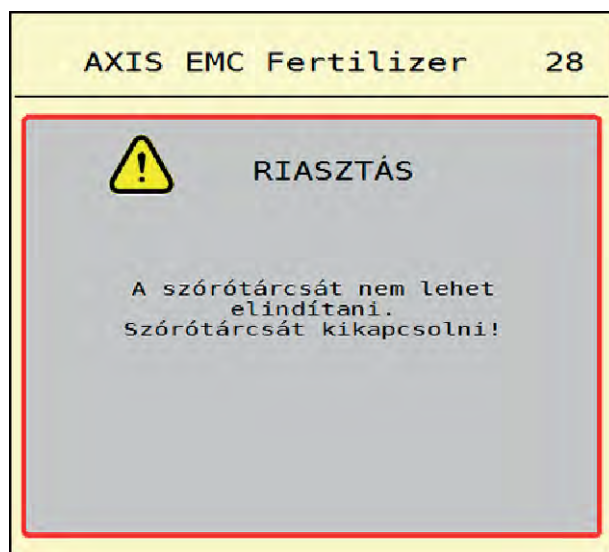 AXIS EMC Fertilizer 28
RIASZTÁS
A szórótárcsát nem lehet
elindítani.
Szórótárcsát kikapcsolni!